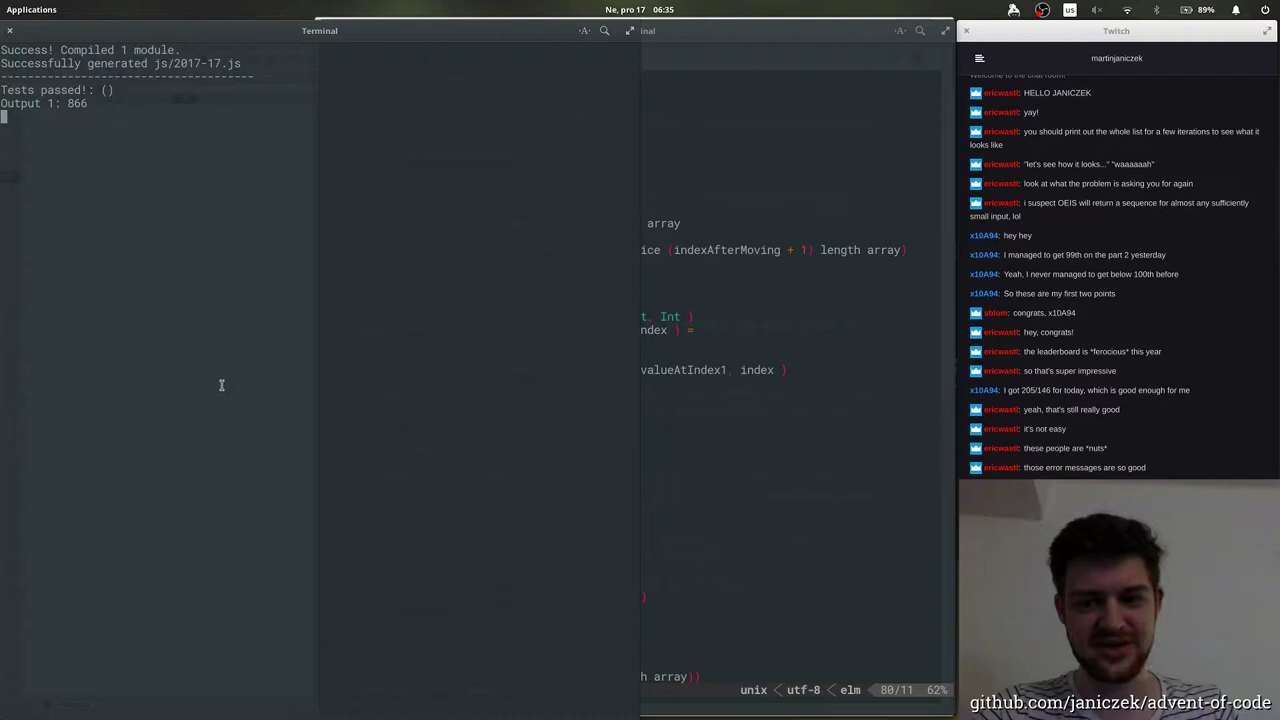 Applications
Ne, pro 17 06:35
us
89%
Terminal
-A-
inal
-A-
Twitch
Success! Compiled 1 module.
Successfully generated js/2017-17.js
--------------------------------------------
Tests passed!: ()
Output 1: 866
array
ice (indexAfterMoving + 1) length array)
t, Int )
ndex ) =
valueAtIndex1, index )
)
h array))
unix < utf-8 < elm < 80/11 62%
martinjaniczek
Welcome to the chat room!
ericwastl: HELLO JANICZEK
ericwastl: yay!
ericwastl: you should print out the whole list for a few iterations to see what it
looks like
ericwastl: "let's see how it looks..." "waaaaaah"
ericwastl: look at what the problem is asking you for again
ericwastl: i suspect OEIS will return a sequence for almost any sufficiently
small input, lol
x10A94: hey hey
x10A94: I managed to get 99th on the part 2 yesterday
x10A94: Yeah, I never managed to get below 100th before
x10A94: So these are my first two points
sblom: congrats, x10A94
ericwastl: hey, congrats!
ericwastl: the leaderboard is *ferocious* this year
ericwastl: so that's super impressive
x10A94: I got 205/146 for today, which is good enough for me
ericwastl: yeah, that's still really good
ericwastl: it's not easy
ericwastl: these people are *nuts*
ericwastl: those error messages are so good
github.com/janiczek/advent-of-code